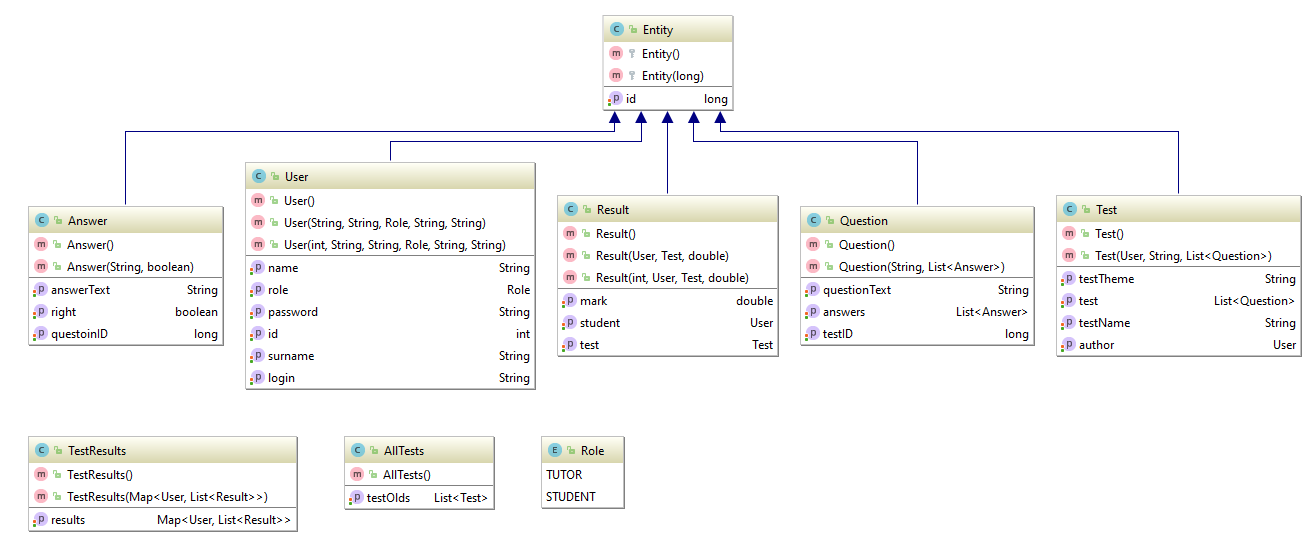 C Entity
m Entity()
m Entity(long)
p id long
C Answer
m Answer()
m Answer(String, boolean)
p answerText String
p right boolean
p questoinID long
C User
m User()
m User(String, String, Role, String, String)
m User(int, String, String, Role, String, String)
p name String
p role Role
p password String
p id int
p surname String
p login String
C Result
m Result()
m Result(User, Test, double)
m Result(int, User, Test, double)
p mark double
p student User
p test Test
C Question
m Question()
m Question(String, List<Answer>)
p questionText String
p answers List<Answer>
p testID long
C Test
m Test()
m Test(User, String, List<Question>)
p testTheme String
p test List<Question>
p testName String
p author User
C TestResults
m TestResults()
m TestResults(Map<User, List<Result>>)
p results Map<User, List<Result>>
C AllTests
m AllTests()
p testOlds List<Test>
E Role
TUTOR
STUDENT